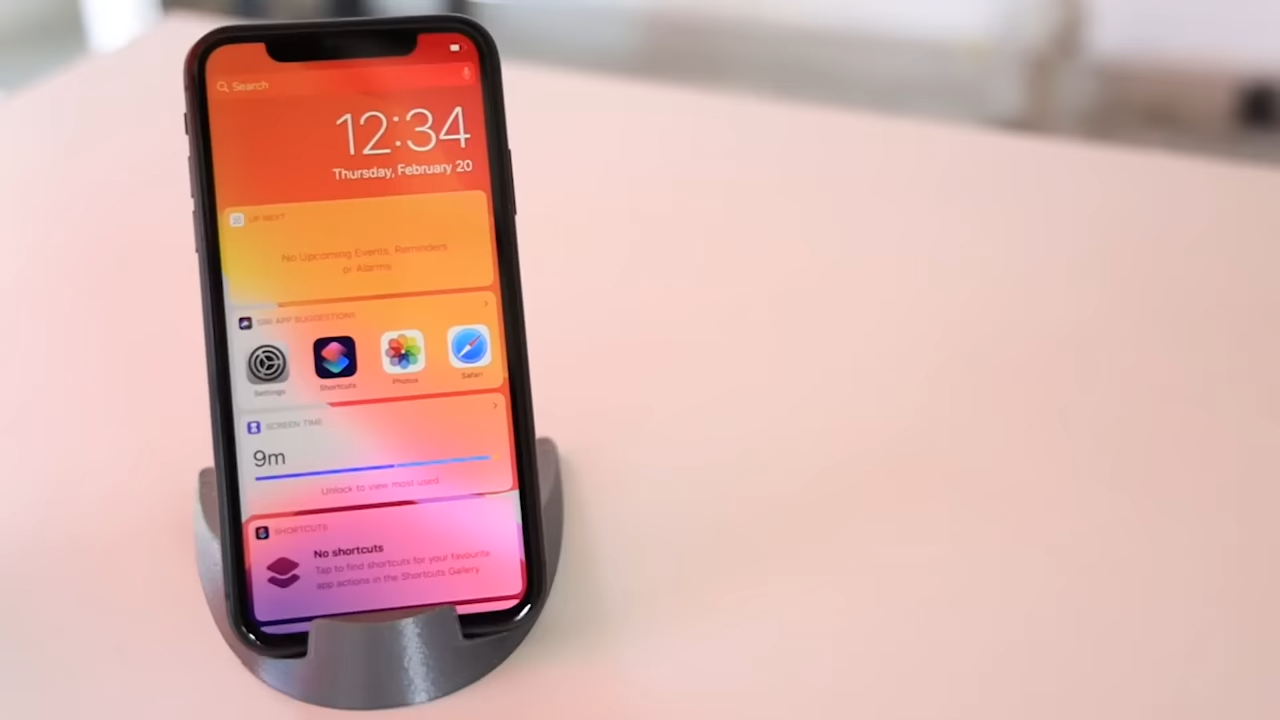 Search
12:34
Thursday, February 20
UP NEXT
No Upcoming Events, Reminders
or Alarms
SIRI APP SUGGESTIONS
Settings
Shortcuts
Photos
Safari
SCREEN TIME
9m
Unlock to view most used
SHORTCUTS
No shortcuts
Tap to find shortcuts for your favourite
app actions in the Shortcuts Gallery